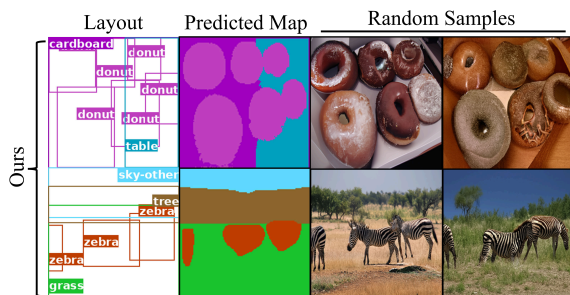 Layout Predicted Map Random Samples
Ours
cardboard
donut
donut
donut
donut
table
sky-other
tree
zebra
zebra
zebra
grass